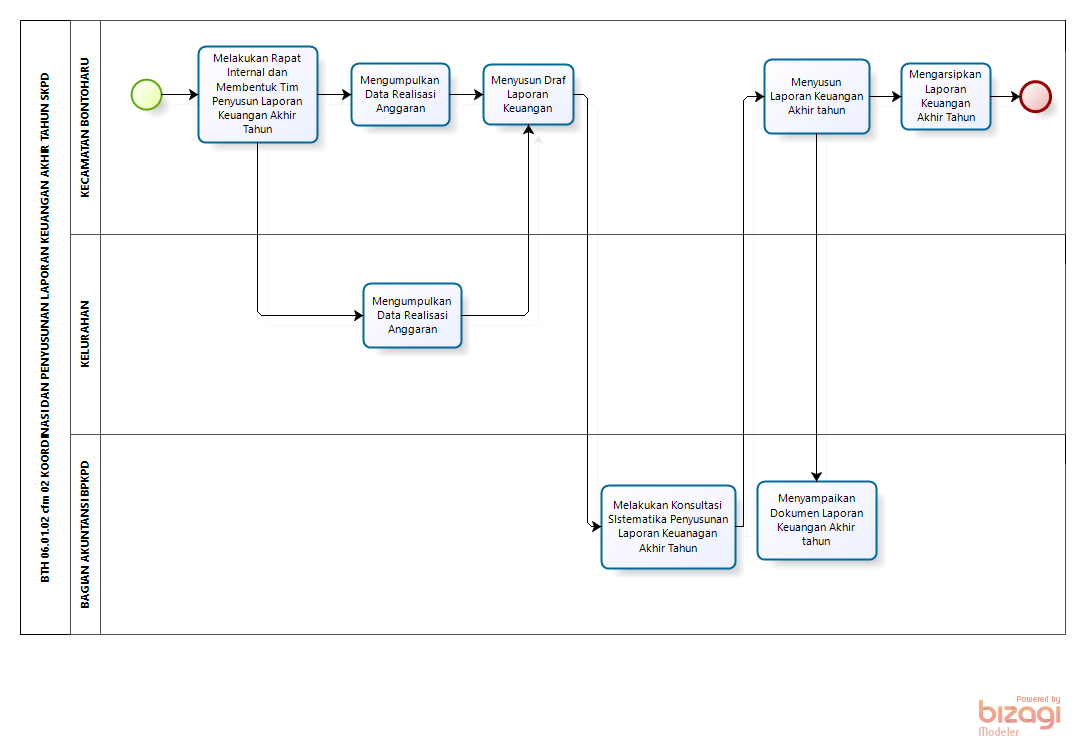 BTH 06.01.02 cfm 02 KOORDINASI DAN PENYUSUNAN LAPORAN KEUANGAN AKHIR TAHUN SKPD
KECAMATAN BONTOHARU
Melakukan Rapat
Internal dan
Membentuk Tim
Penyusun Laporan
Keuangan Akhir
Tahun
Mengumpulkan
Data Realisasi
Anggaran
Menyusun Draf
Laporan
Keuangan
Menyusun
Laporan Keuangan
Akhir tahun
Mengarsipkan
Laporan
Keuangan
Akhir Tahun
KELURAHAN
Mengumpulkan
Data Realisasi
Anggaran
BAGIAN AKUNTANSI BPKPD
Melakukan Konsultasi
SIstematika Penyusunan
Laporan Keuanagan
Akhir Tahun
Menyampaikan
Dokumen Laporan
Keuangan Akhir
tahun
Powered by
bizagi
Modeler